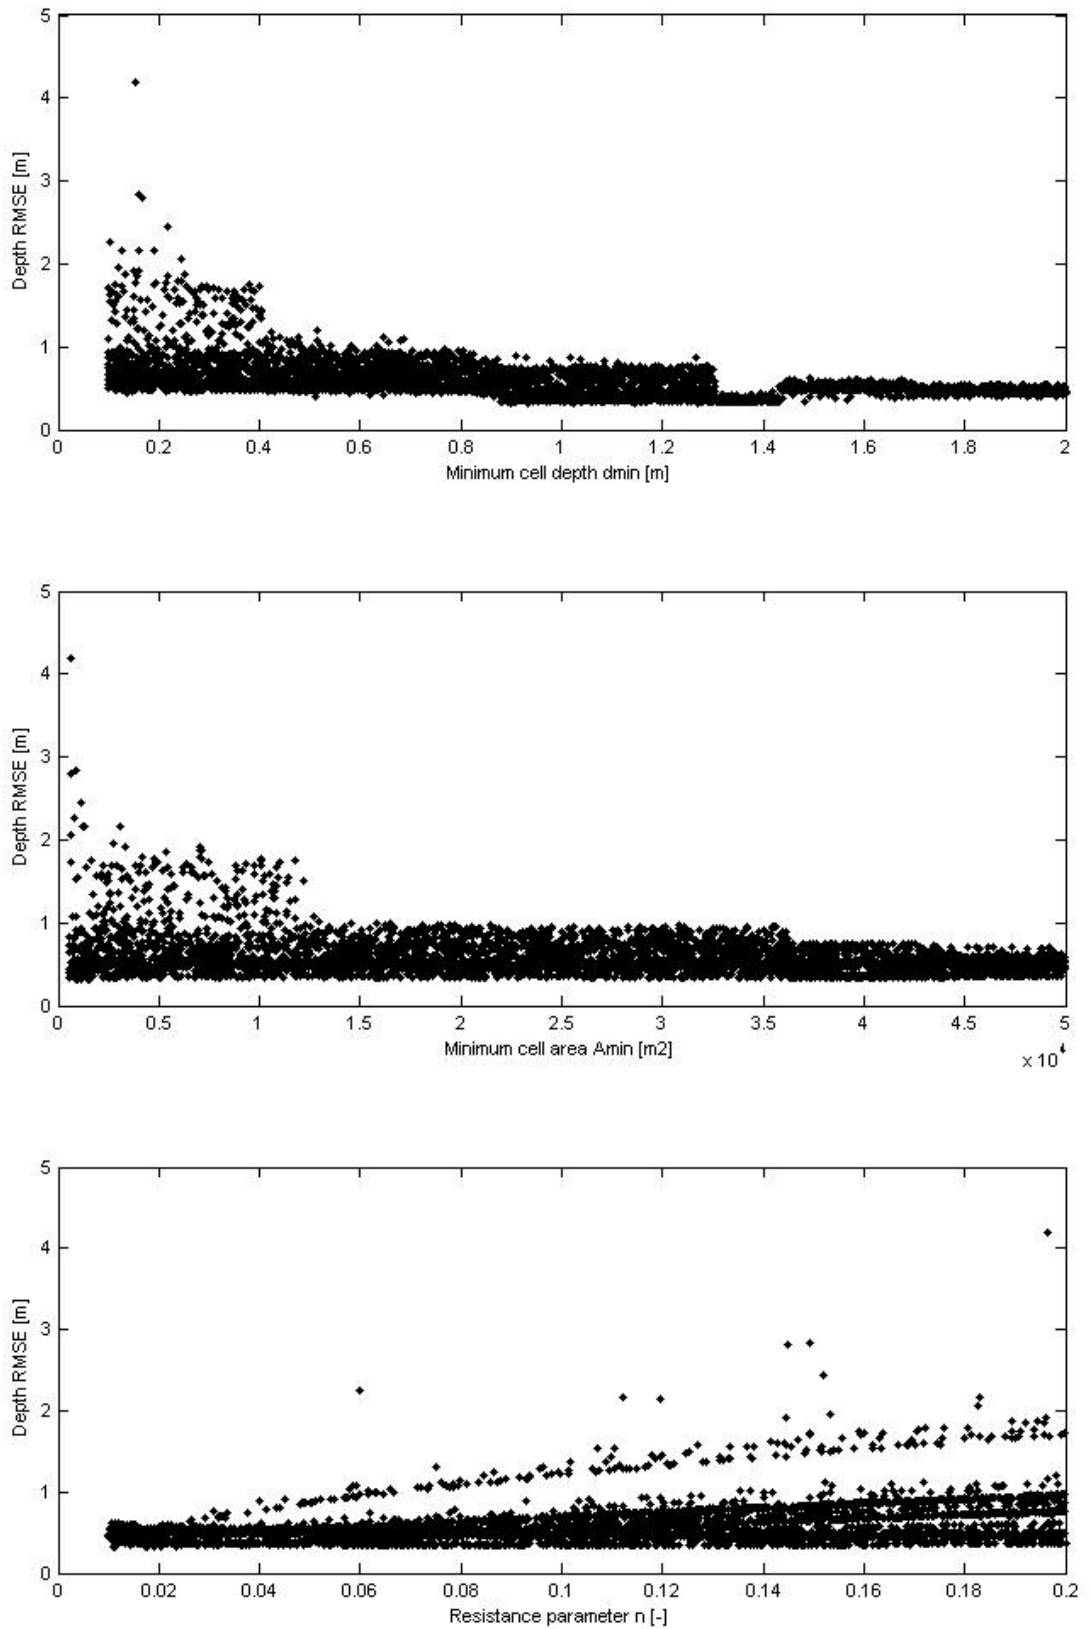 5
4
3
2
1
0
Depth RMSE [m]
0 0.2 0.4 0.6 0.8 1 1.2 1.4 1.6 1.8 2
Minimum cell depth dmin [m]
5
4
3
2
1
0
Depth RMSE [m]
0 0.5 1 1.5 2 2.5 3 3.5 4 4.5 5
Minimum cell area Amin [m2]
x 10
5
4
3
2
1
0
Depth RMSE [m]
0 0.02 0.04 0.06 0.08 0.1 0.12 0.14 0.16 0.18 0.2
Resistance parameter n [-]